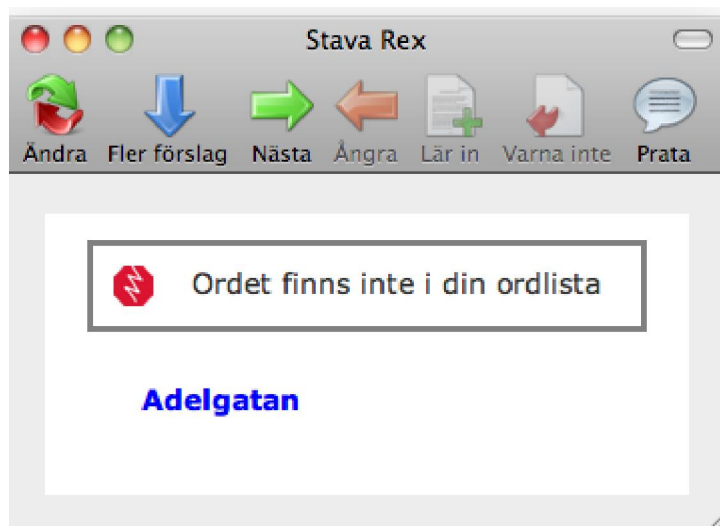 Stava Rex
Ändra Fler förslag Nästa Ångra Lär in Varna inte Prata
Ordet finns inte i din ordlista
Adelgatan